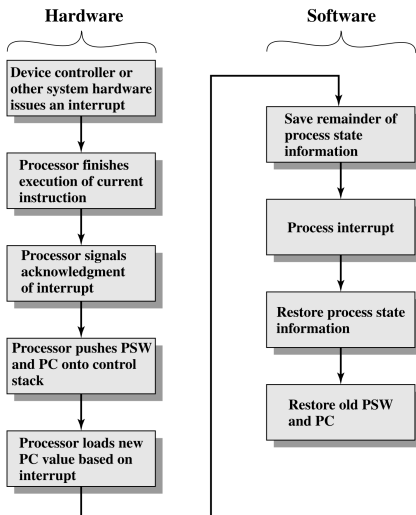 Hardware
Device controller or
other system hardware
issues an interrupt
Processor finishes
execution of current
instruction
Processor signals
acknowledgment
of interrupt
Processor pushes PSW
and PC onto control
stack
Processor loads new
PC value based on
interrupt
Software
Save remainder of
process state
information
Process interrupt
Restore process state
information
Restore old PSW
and PC